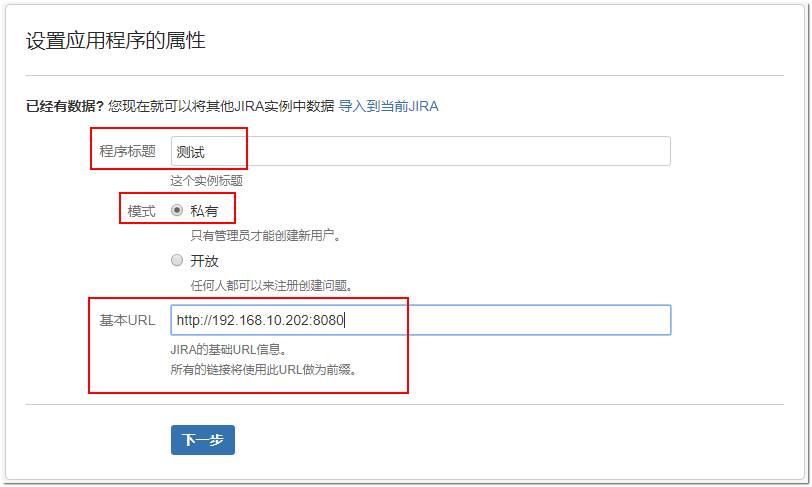 设置应用程序的属性
已经有数据? 您现在就可以将其他JIRA实例中数据 导入到当前JIRA
程序标题 测试
这个实例标题
模式 私有
只有管理员才能创建新用户。
开放
任何人都可以来注册创建问题。
基本URL http://192.168.10.202:8080
JIRA的基础URL信息。
所有的链接将使用此URL做为前缀。
下一步